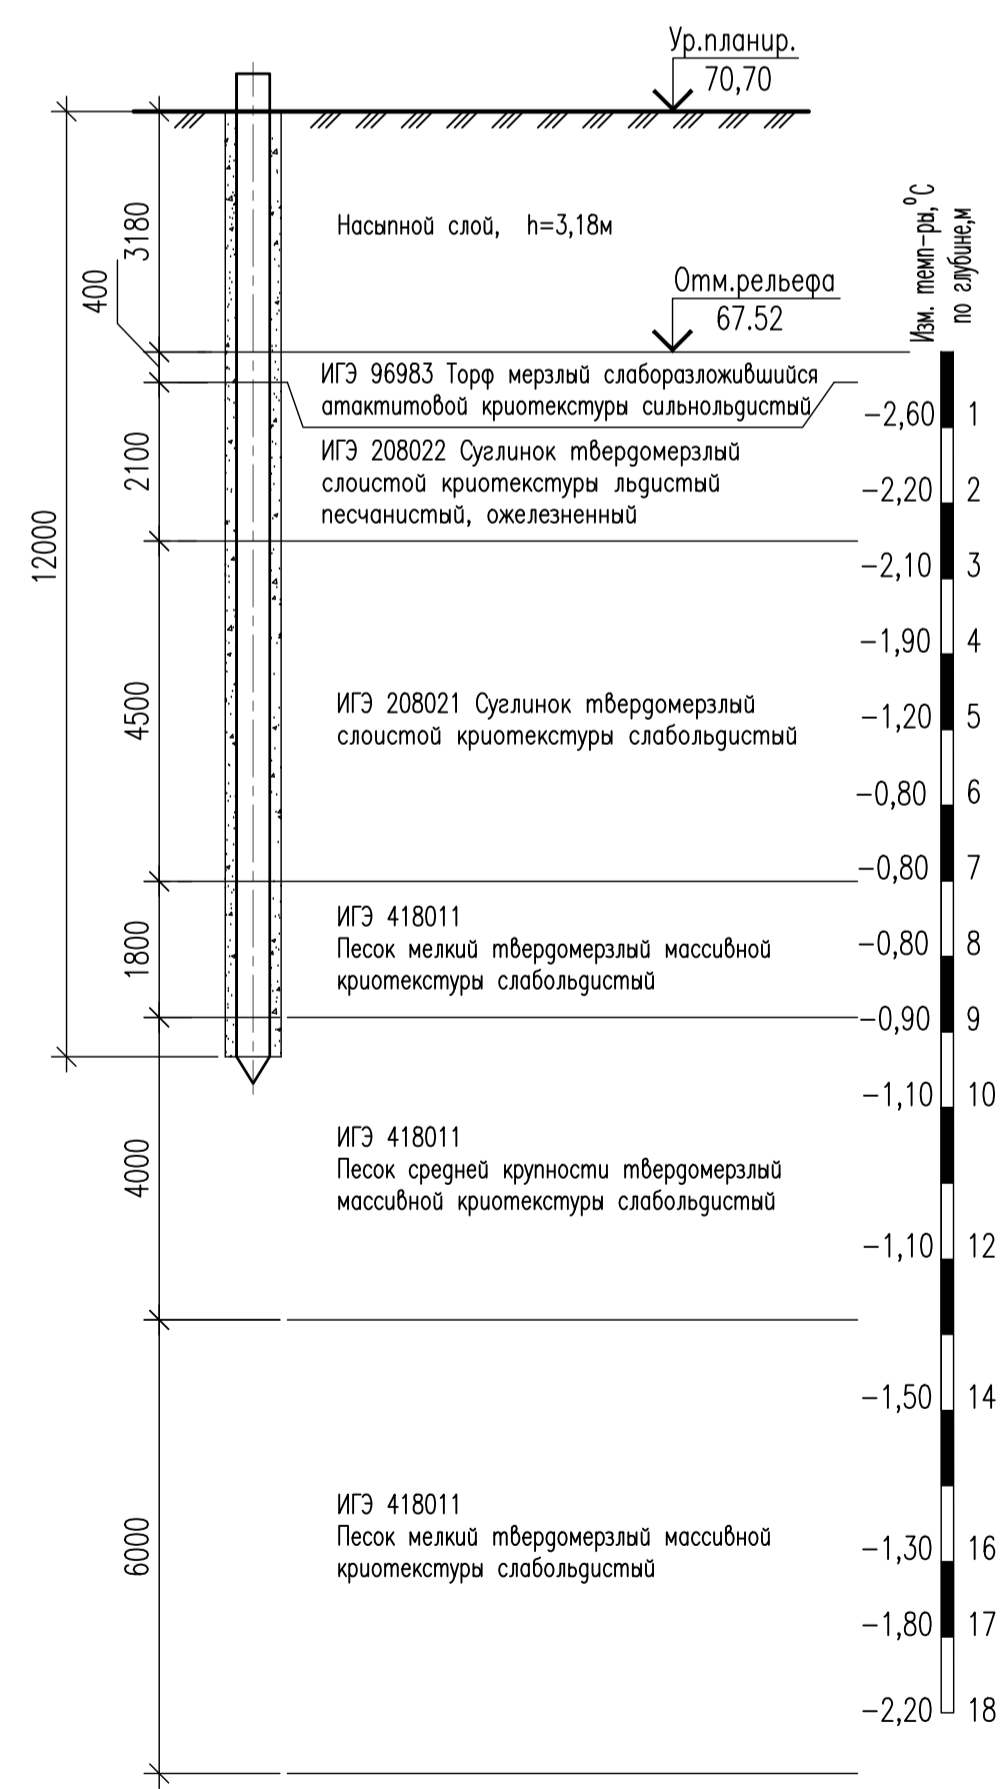 Ур.планир.
70,70
Насыпной слой, h=3,18м
Отм.рельефа
67.52
Изм. темп-ры,°С
по глубине,м
ИГЭ 96983 Торф мерзлый слаборазложившийся
атактитовой криотекстуры сильнольдистый
ИГЭ 208022 Суглинок твердомерзлый
слоистой криотекстуры льдистый
песчанистый, ожелезненный
ИГЭ 208021 Суглинок твердомерзлый
слоистой криотекстуры слабольдистый
ИГЭ 418011
Песок мелкий твердомерзлый массивной
криотекстуры слабольдистый
ИГЭ 418011
Песок средней крупности твердомерзлый
массивной криотекстуры слабольдистый
ИГЭ 418011
Песок мелкий твердомерзлый массивной
криотекстуры слабольдистый
12000
3180
400
2100
4500
1800
4000
6000
-2,60 1
-2,20 2
-2,10 3
-1,90 4
-1,20 5
-0,80 6
-0,80 7
-0,80 8
-0,90 9
-1,10 10
-1,10 12
-1,50 14
-1,30 16
-1,80 17
-2,20 18